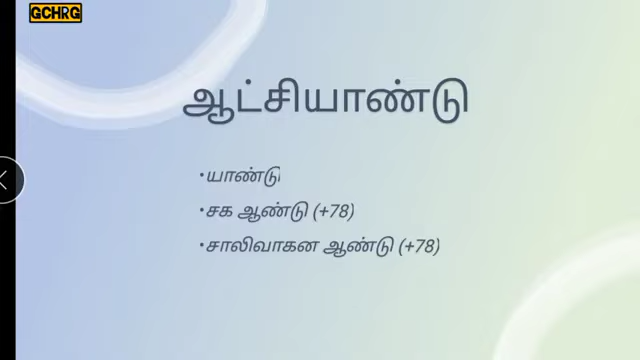 GCHRG
ஆட்சியாண்டு
•யாண்டு
•சக ஆண்டு (+78)
•சாலிவாகன ஆண்டு (+78)